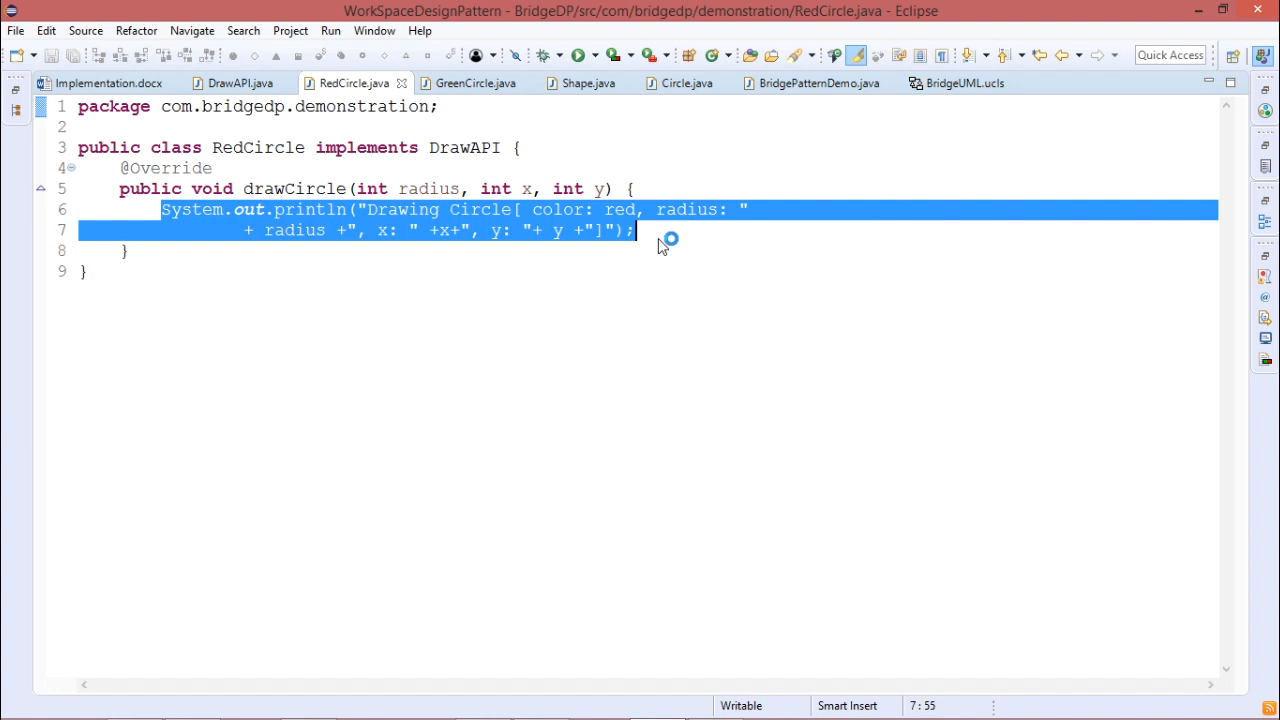 WorkSpaceDesignPattern - BridgeDP/src/com/bridgedp/demonstration/RedCircle.java - Eclipse
File Edit Source Refactor Navigate Search Project Run Window Help
Quick Access
Implementation.docx DrawAPI.java RedCircle.java GreenCircle.java Shape.java Circle.java BridgePatternDemo.java BridgeUML.ucls
1 package com.bridgedp.demonstration;
2
3 public class RedCircle implements DrawAPI {
4 @Override
5 public void drawCircle(int radius, int x, int y) {
6 System.out.println("Drawing Circle[ color: red, radius: "
7 + radius +", x: " +x+", y: "+ y +"]");
8 }
9 }
Writable Smart Insert 7 : 55